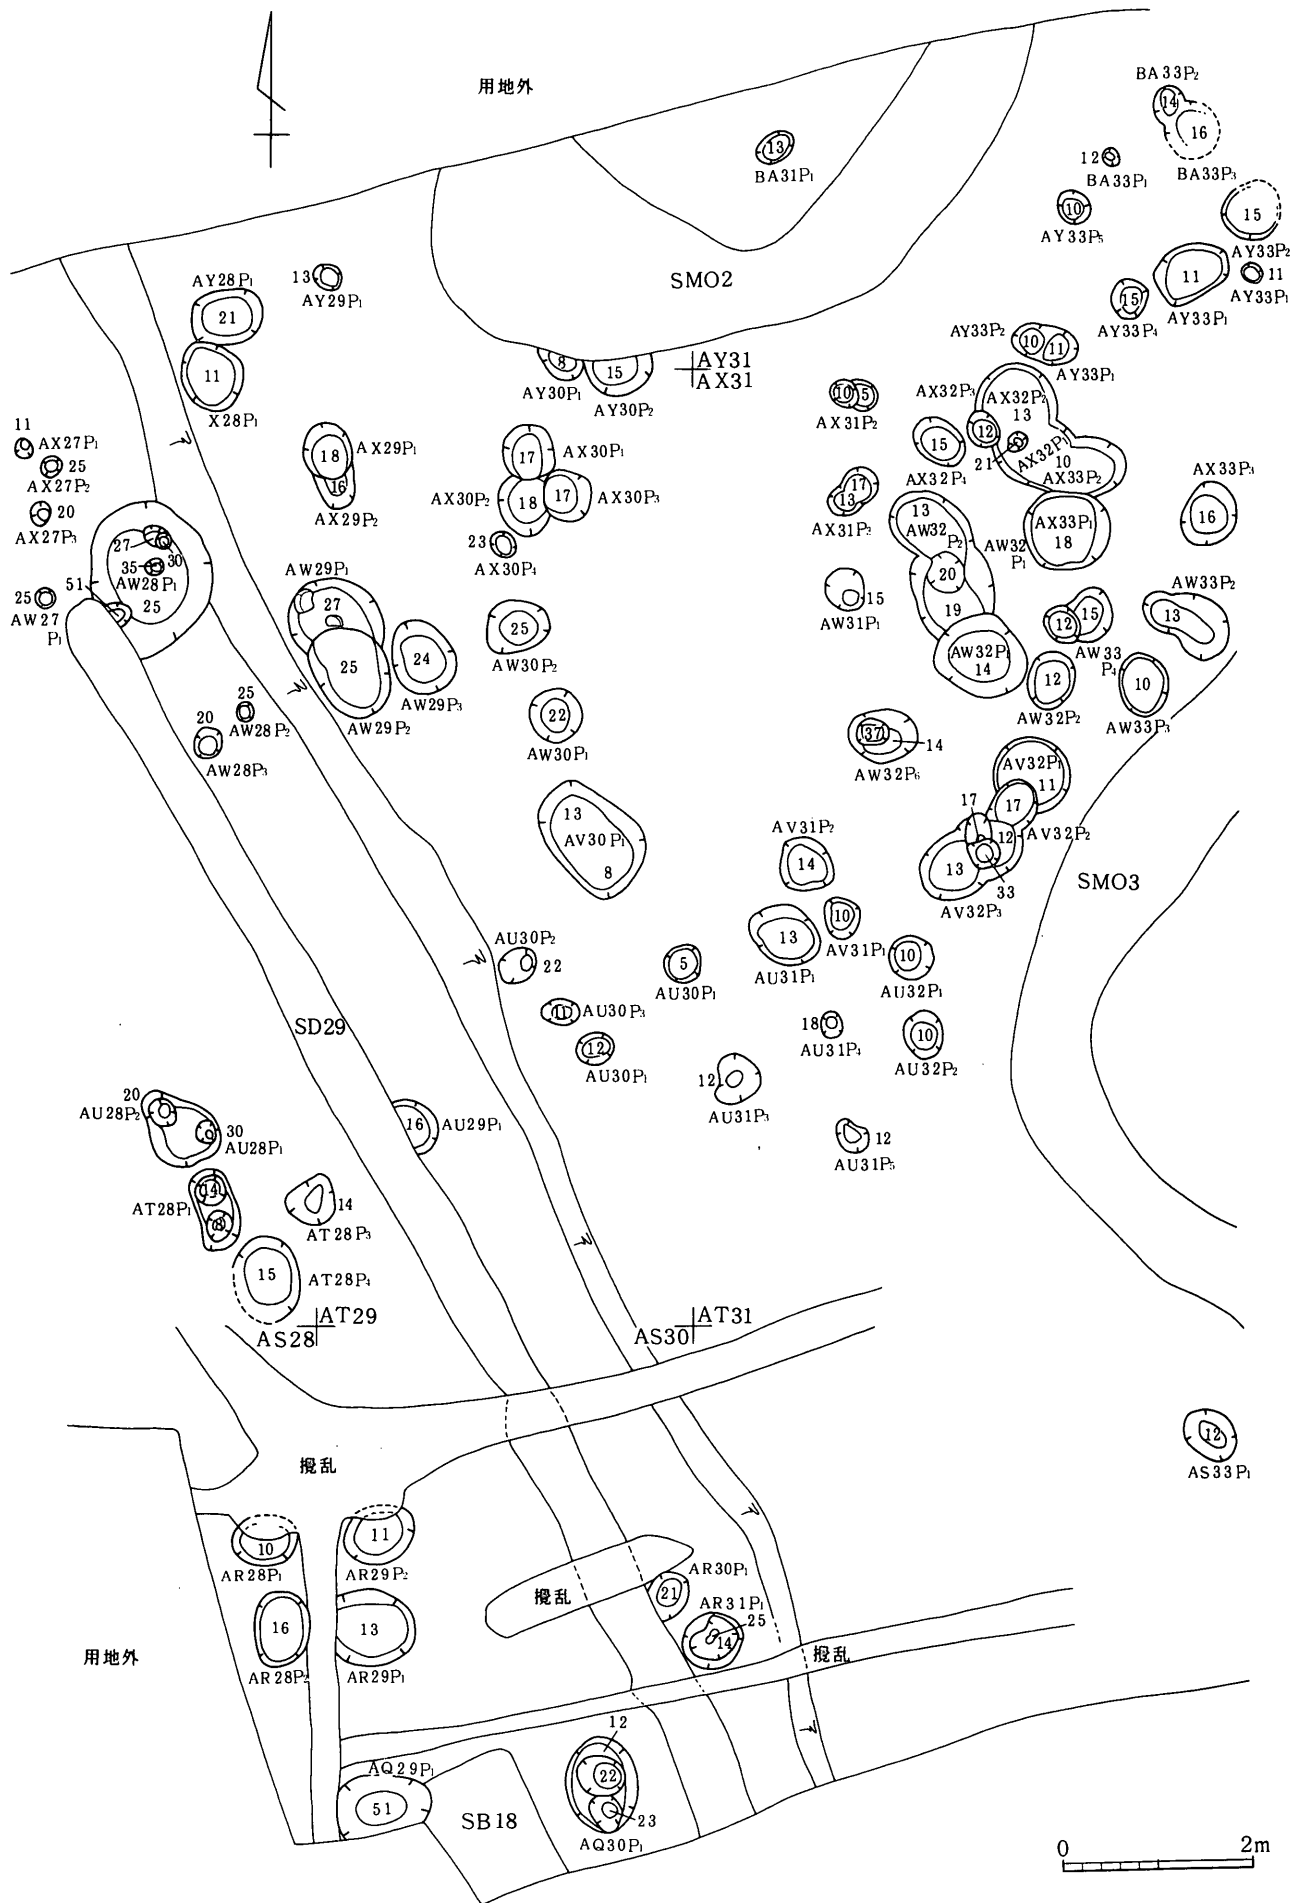 用地外
BA33P₂
14
16
13
12
BA33P₁
BA33P₃
BA31P₁
10
15
AY33P₅
AY33P₂
AY28P₁
13
AY29P₁
SMO2
11
11
AY33P₁
21
15
AY33P₄
AY33P₁
AY33P₂
10
11
AY33P₁
8
15
AY31
AX31
11
AY30P₁
AY30P₂
X28P₁
10
5
AX31P₂
AX32P₃
AX32P₂
13
12
11
AX27P₁
25
AX27P₂
18
AX29P₁
16
AX29P₂
17
AX30P₁
15
AX32P₄
21
AX32P₁
10
AX33P₂
AX33P₃
16
AX30P₂
18
17
AX30P₃
17
13
AX31P₂
20
AX27P₃
13
AW32
P₂
AX33P₁
18
AW32
P₁
27
30
35
AW28P₁
25
51
23
AX30P₄
20
19
25
AW27
P₁
AW29P₁
27
15
AW31P₁
AW33P₂
13
15
12
AW33
P₄
25
AW30P₂
24
AW29P₃
25
AW29P₂
AW32P₁
14
12
AW32P₂
10
AW33P₃
25
AW28P₂
20
AW28P₃
22
AW30P₁
37
14
AW32P₆
AV32P₁
11
13
AV30P₁
8
17
17
12
AV32P₂
AV31P₂
14
13
33
AV32P₃
SMO3
10
AV31P₁
13
AU31P₁
AU30P₂
22
5
AU30P₁
10
AU32P₁
SD29
11
AU30P₃
12
AU30P₁
18
AU31P₄
10
AU32P₂
12
AU31P₃
20
AU28P₂
30
AU28P₁
16
AU29P₁
12
AU31P₅
14
8
AT28P₁
14
AT28P₃
15
AT28P₄
AT29
AS28
AT31
AS30
12
AS33P₁
攪乱
10
AR28P₁
11
AR29P₂
攪乱
AR30P₁
21
AR31P₁
25
14
16
AR28P₂
13
AR29P₁
用地外
攪乱
12
22
23
AQ30P₁
AQ29P₁
51
SB18
0 2m